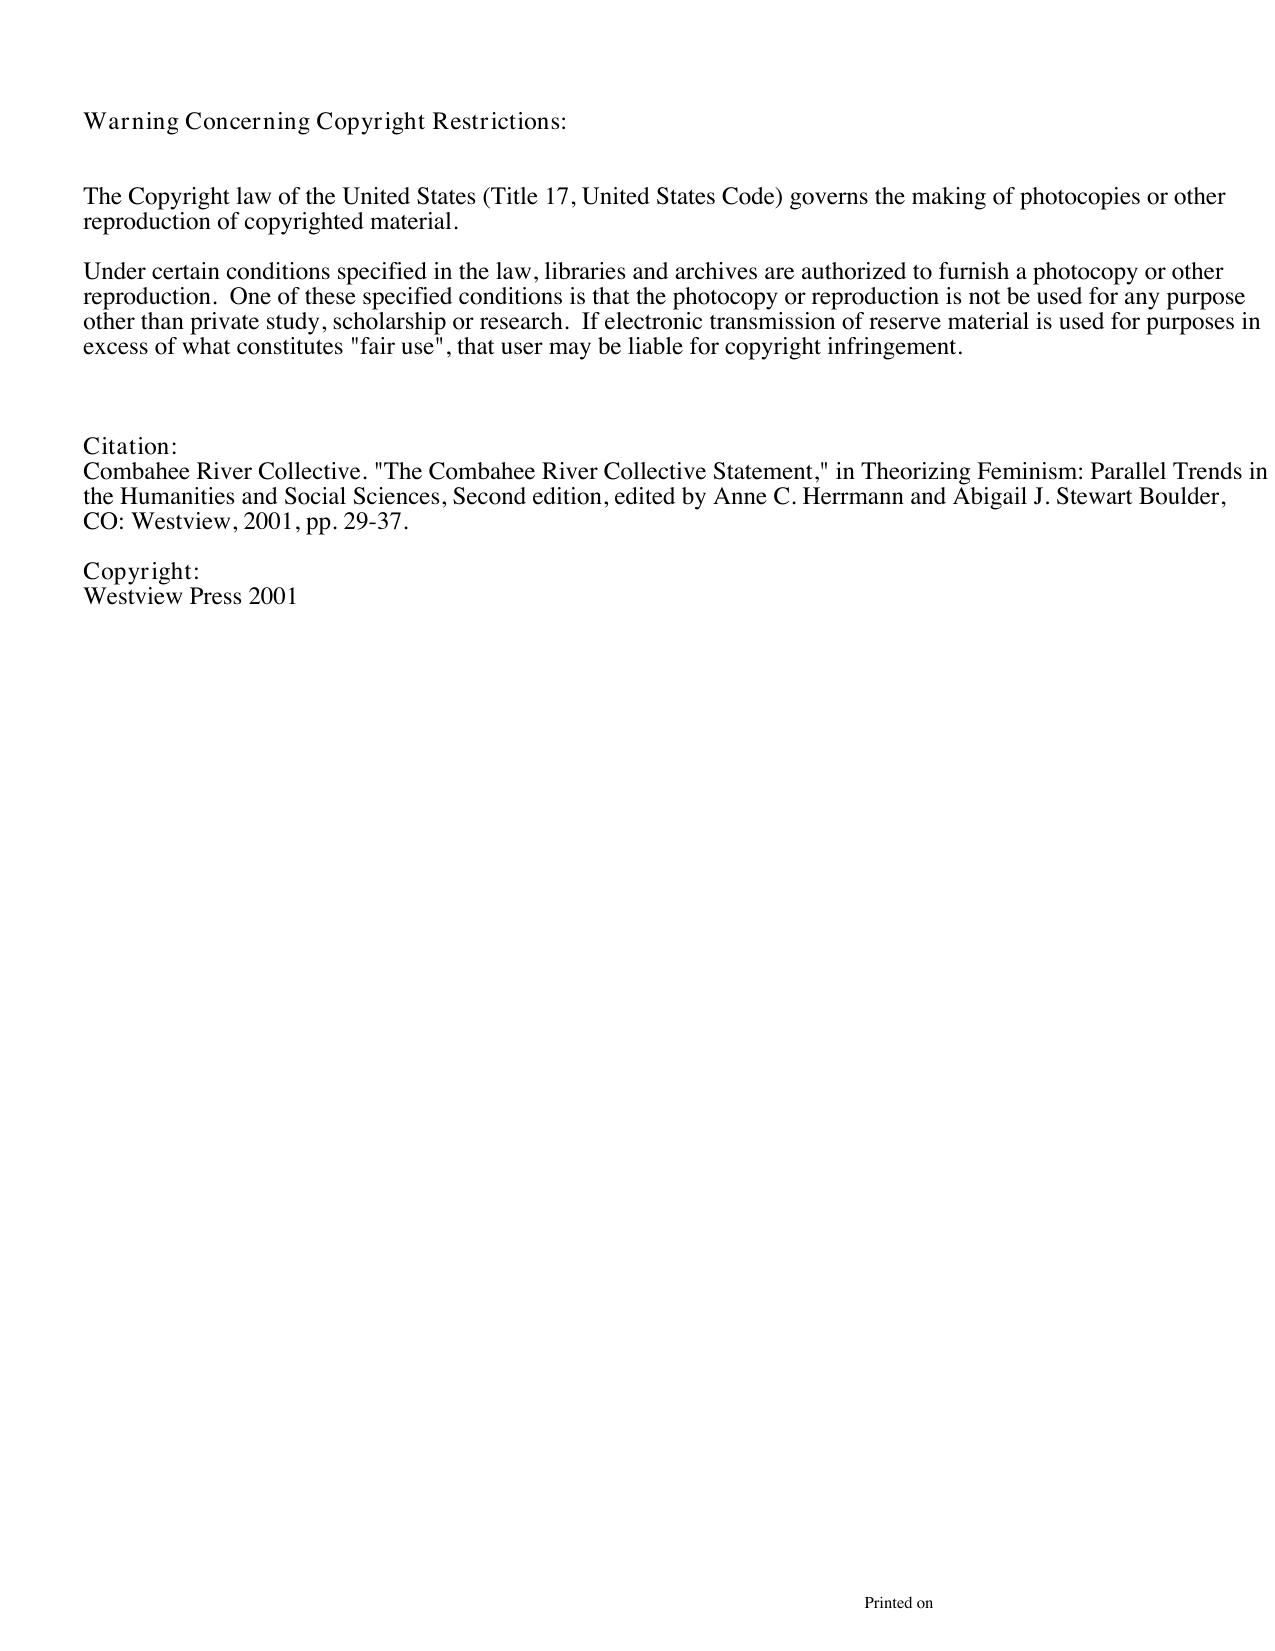 Warning Concerning Copyright Restrictions:
The Copyright law of the United States (Title 17, United States Code) governs the making of photocopies or other
reproduction of copyrighted material.
Under certain conditions specified in the law, libraries and archives are authorized to furnish a photocopy or other
reproduction.  One of these specified conditions is that the photocopy or reproduction is not be used for any purpose
other than private study, scholarship or research.  If electronic transmission of reserve material is used for purposes in
excess of what constitutes "fair use", that user may be liable for copyright infringement.
Citation:
Combahee River Collective. "The Combahee River Collective Statement," in Theorizing Feminism: Parallel Trends in
the Humanities and Social Sciences, Second edition, edited by Anne C. Herrmann and Abigail J. Stewart Boulder,
CO: Westview, 2001, pp. 29-37.
Copyright:
Westview Press 2001
Printed on